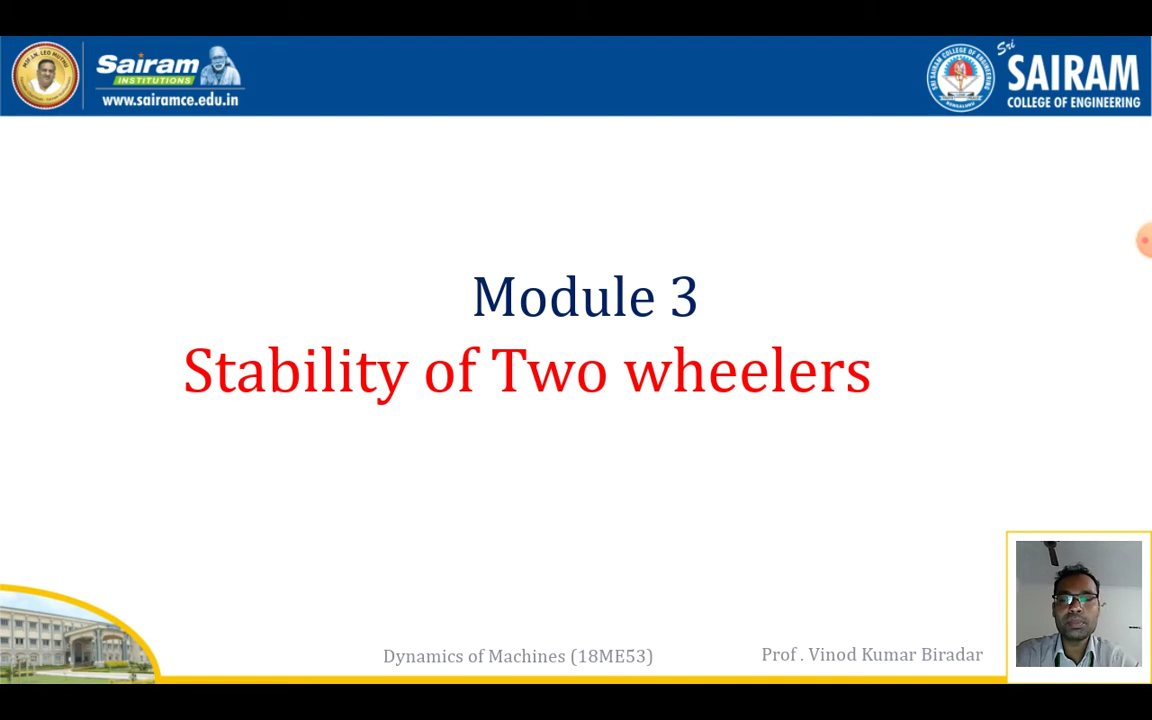 Sairam
INSTITUTIONS
www.sairamce.edu.in
Sri
SAIRAM
COLLEGE OF ENGINEERING
Module 3
Stability of Two wheelers
Dynamics of Machines (18ME53)
Prof . Vinod Kumar Biradar